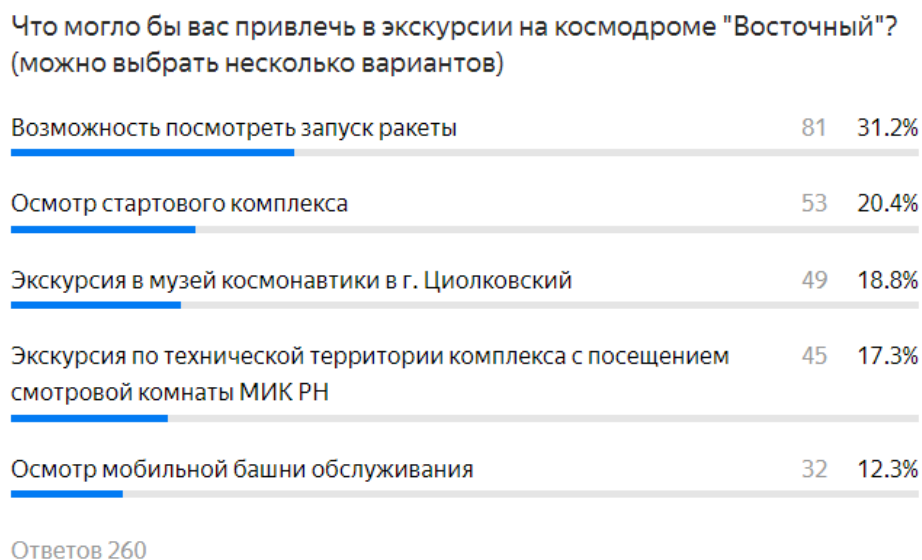 Что могло бы вас привлечь в экскурсии на космодроме "Восточный"?
(можно выбрать несколько вариантов)
Возможность посмотреть запуск ракеты 81 31.2%
Осмотр стартового комплекса 53 20.4%
Экскурсия в музей космонавтики в г. Циолковский 49 18.8%
Экскурсия по технической территории комплекса с посещением 45 17.3%
смотровой комнаты МИК РН
Осмотр мобильной башни обслуживания 32 12.3%
Ответов 260